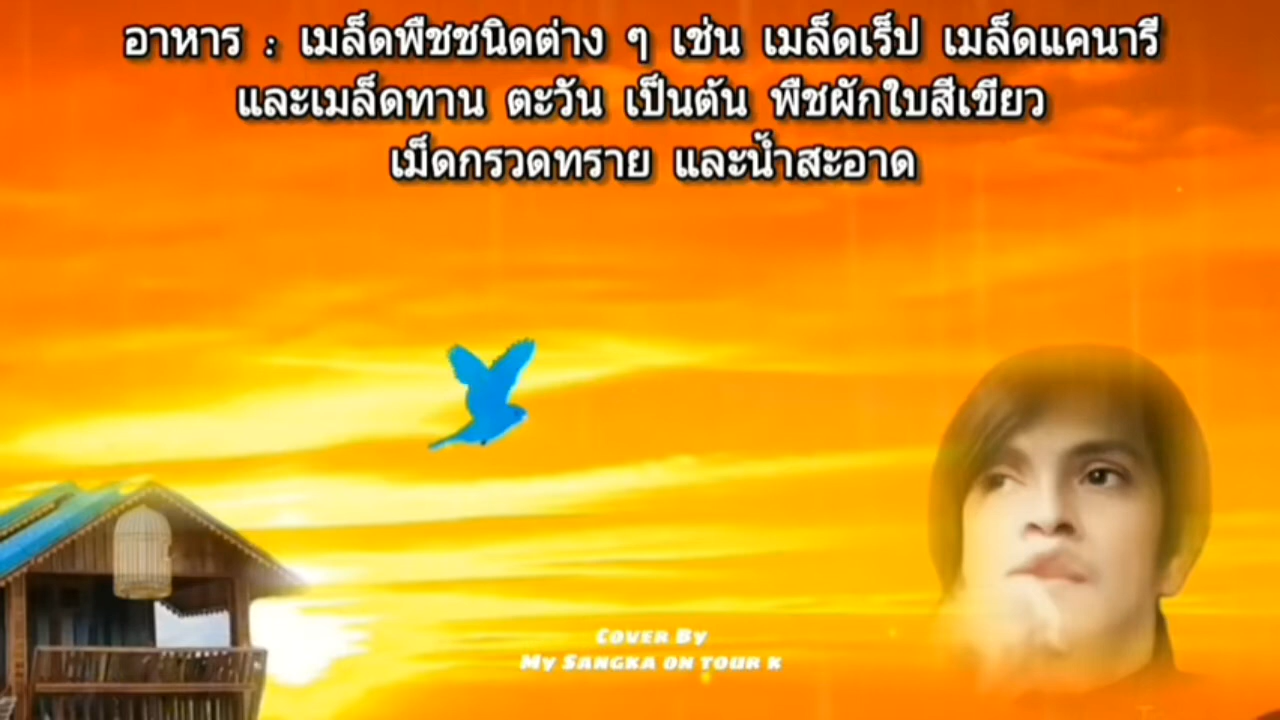 อาหาร : เมล็ดพืชชนิดต่าง ๆ เช่น เมล็ดเร็ป เมล็ดแคนารี
และเมล็ดทาน ตะวัน เป็นต้น พืชผักใบสีเขียว
เม็ดกรวดทราย และน้ำสะอาด
Cover By
My Sangka on tour k